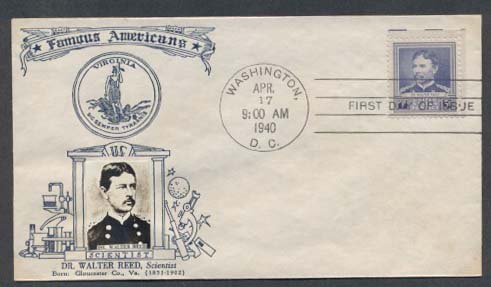 Famous Americans
VIRGINIA
SIC SEMPER TYRANNIS
DR. WALTER REED
SCIENTIST
DR. WALTER REED, Scientist
Born: Gloucester Co., Va. (1851-1902)
WASHINGTON,
APR.
17
9:00 AM
1940
D. C.
FIRST DAY OF ISSUE